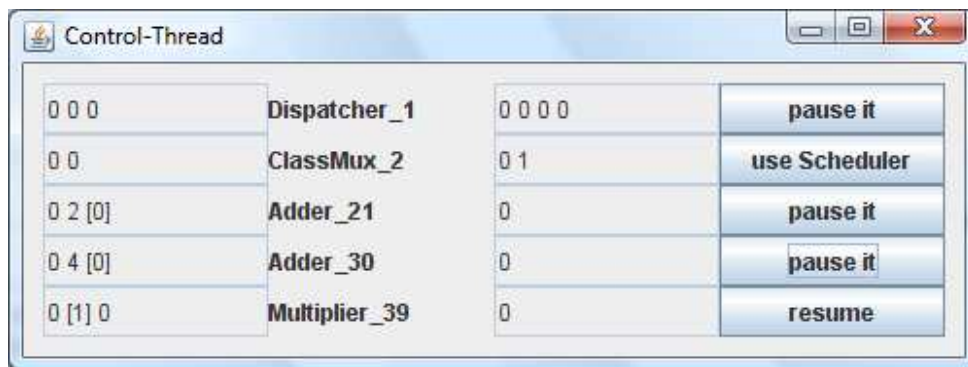 Control-Thread
0 0 0 Dispatcher_1 0 0 0 0 pause it
0 0 ClassMux_2 0 1 use Scheduler
0 2 [0] Adder_21 0 pause it
0 4 [0] Adder_30 0 pause it
0 [1] 0 Multiplier_39 0 resume